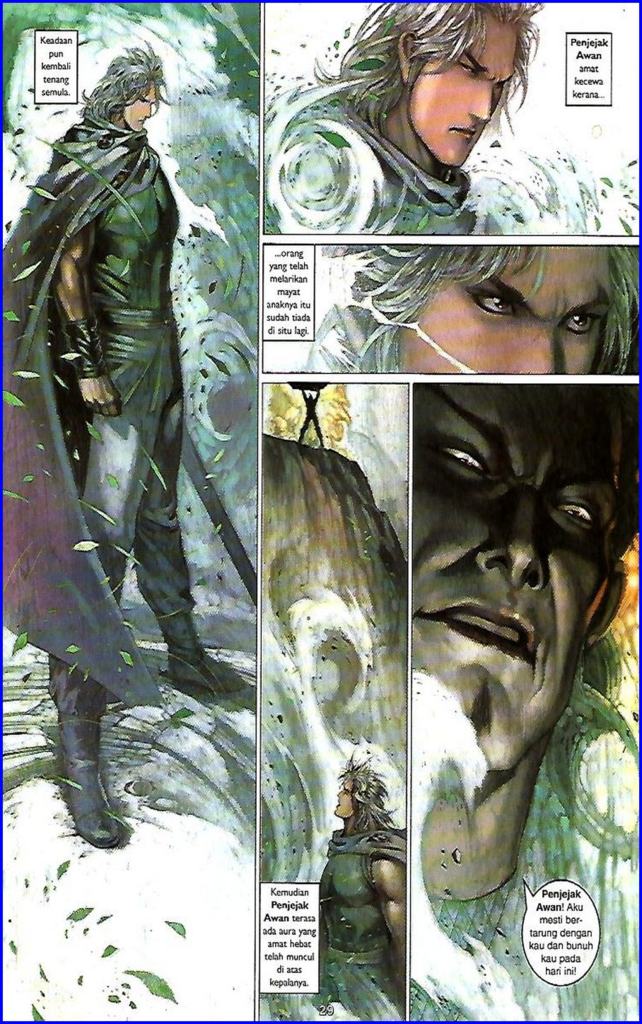 Keadaan
pun
kembali
tenang
semula.
Penjejak
Awan
amat
kecewa
kerana...
...orang
yang telah
melarikan
mayat
anaknya itu
sudah tiada
di situ lagi.
Kemudian
Penjejak
Awan terasa
ada aura yang
amat hebat
telah muncul
di atas
kepalanya.
Penjejak
Awan! Aku
mesti ber-
tarung dengan
kau dan bunuh
kau pada
hari ini!
29